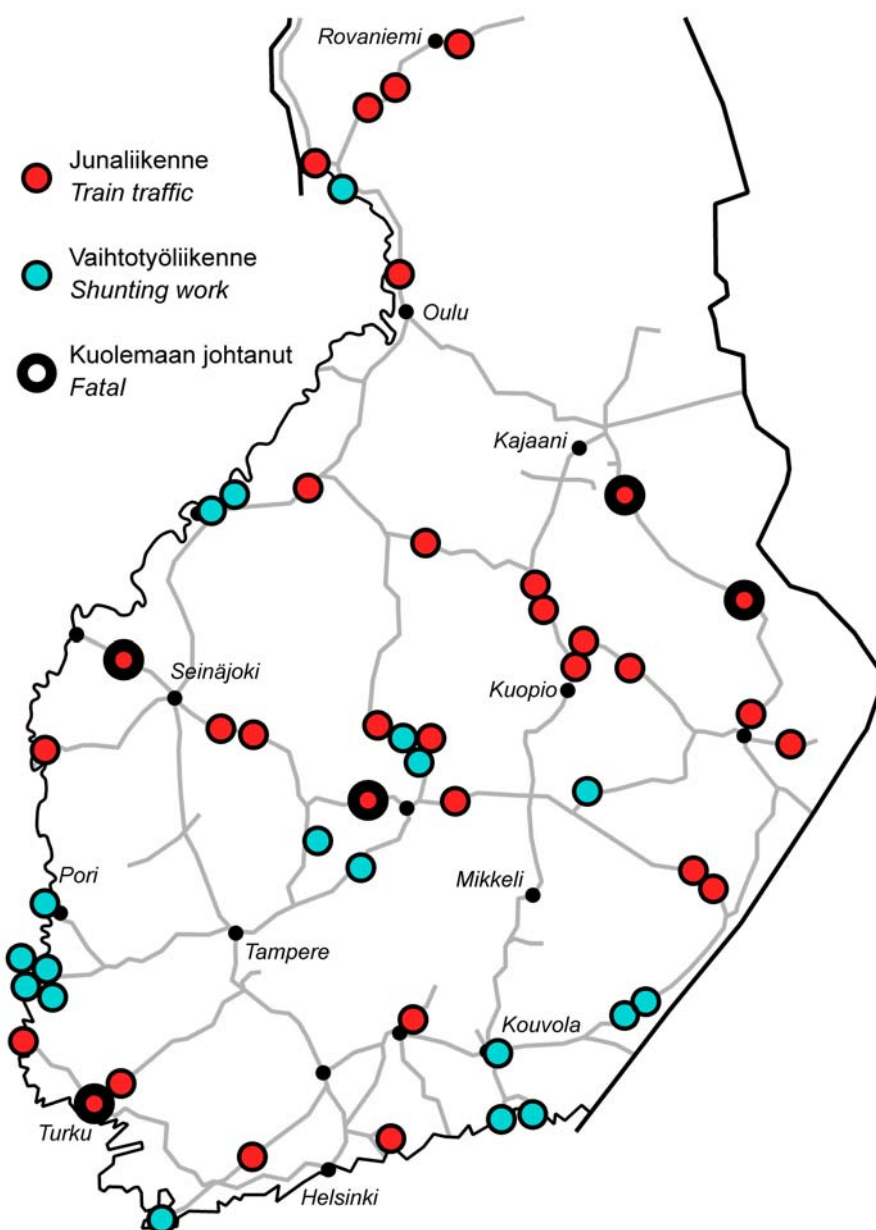 Rovaniemi
Junaliikenne
Train traffic
Vaihtotyöliikenne
Shunting work
Oulu
Kuolemaan johtanut
Fatal
Kajaani
Seinäjoki
Kuopio
Pori
Mikkeli
Tampere
Kouvola
Turku
Helsinki